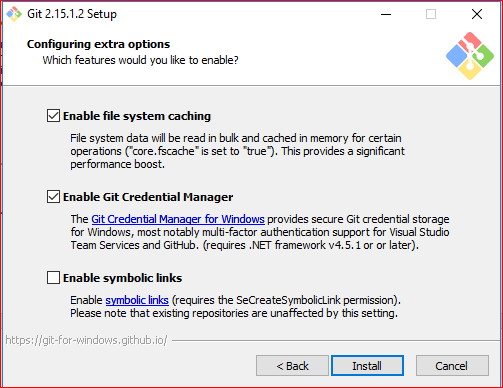 Git 2.15.1.2 Setup
Configuring extra options
Which features would you like to enable?
Enable file system caching
File system data will be read in bulk and cached in memory for certain
operations ("core.fscache" is set to "true"). This provides a significant
performance boost.
Enable Git Credential Manager
The Git Credential Manager for Windows provides secure Git credential storage
for Windows, most notably multi-factor authentication support for Visual Studio
Team Services and GitHub. (requires .NET framework v4.5.1 or or later).
Enable symbolic links
Enable symbolic links (requires the SeCreateSymbolicLink permission).
Please note that existing repositories are unaffected by this setting.
https://git-for-windows.github.io/
< Back
Install
Cancel